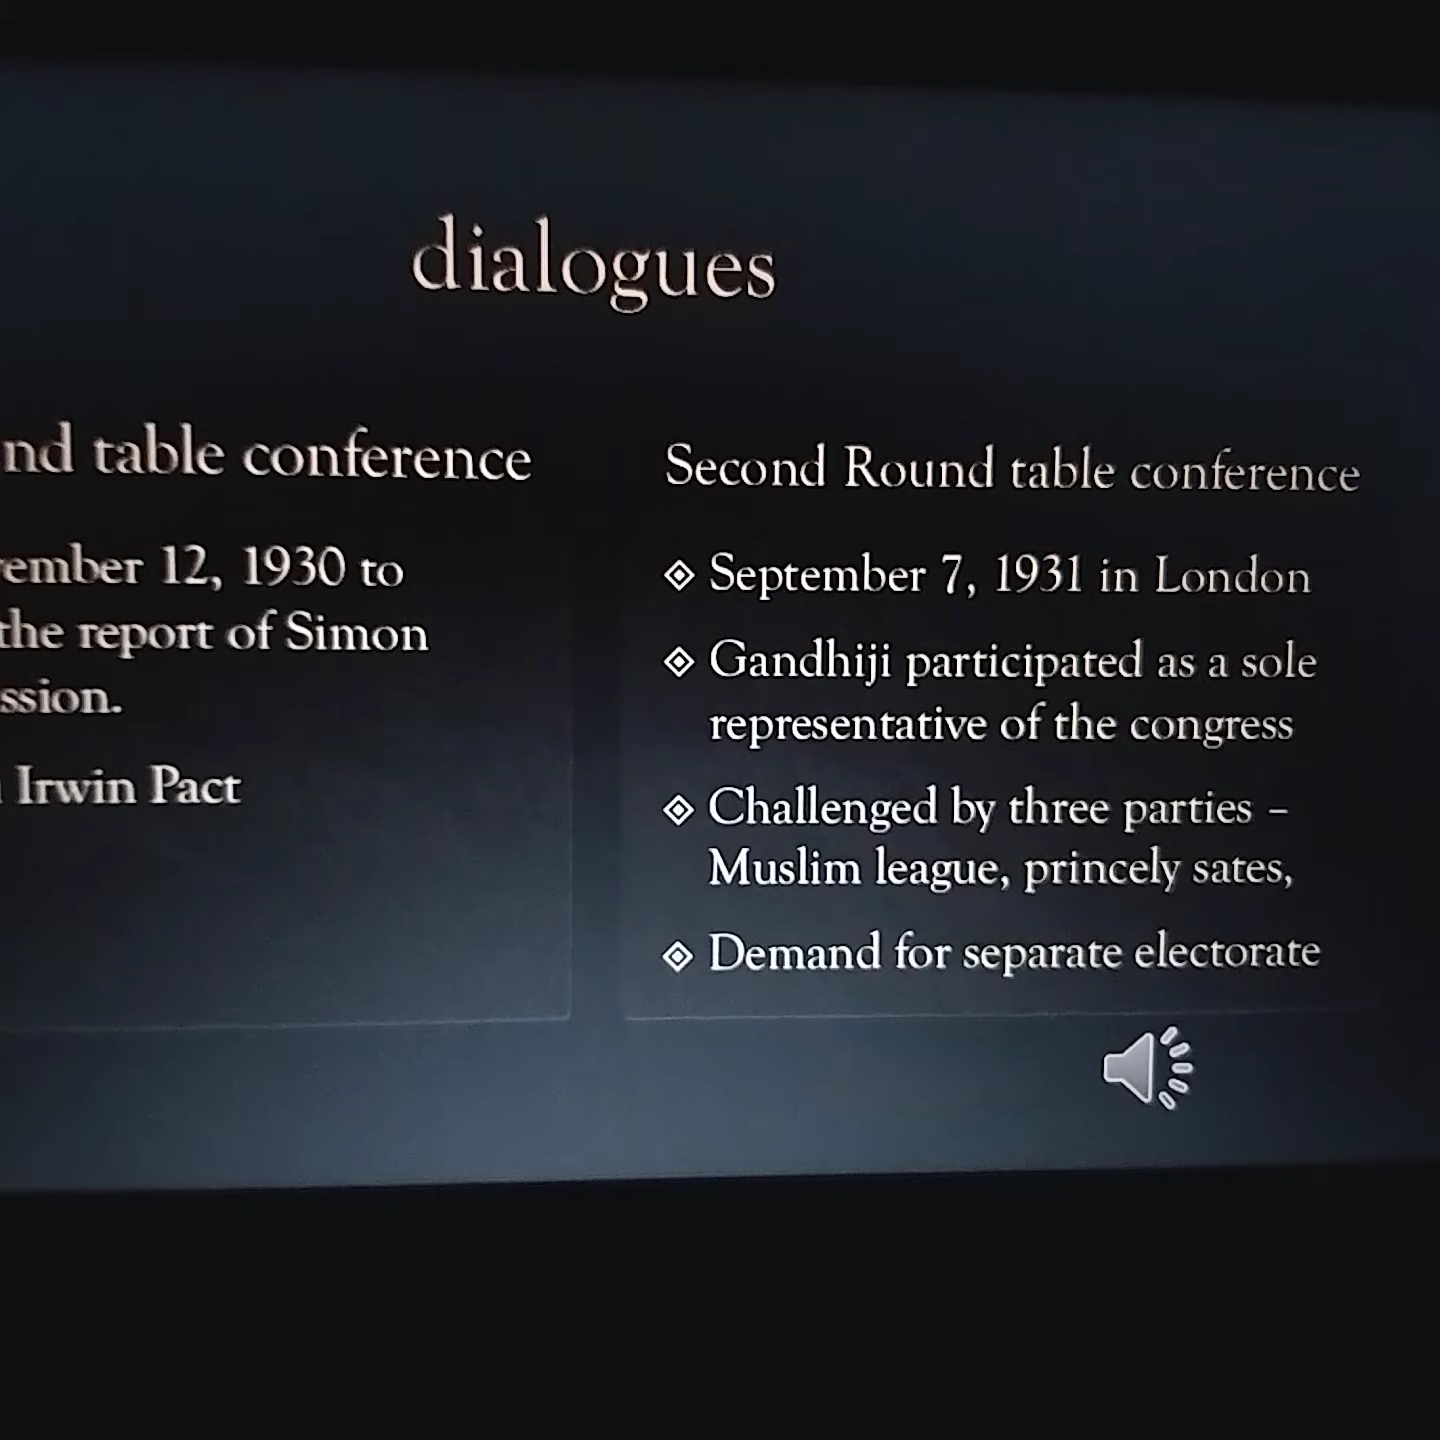 dialogues
nd table conference
ember 12, 1930 to
the report of Simon
ssion.
Irwin Pact
Second Round table conference
September 7, 1931 in London
Gandhiji participated as a sole
representative of the congress
Challenged by three parties –
Muslim league, princely sates,
Demand for separate electorate